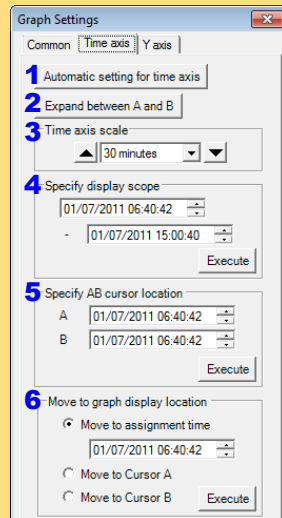 Graph Settings
Common Time axis Y axis
1 Automatic setting for time axis
2 Expand between A and B
3 Time axis scale
30 minutes
4 Specify display scope
01/07/2011 06:40:42
- 01/07/2011 15:00:40
Execute
5 Specify AB cursor location
A 01/07/2011 06:40:42
B 01/07/2011 06:40:42
Execute
6 Move to graph display location
Move to assignment time
01/07/2011 06:40:42
Move to Cursor A
Move to Cursor B Execute